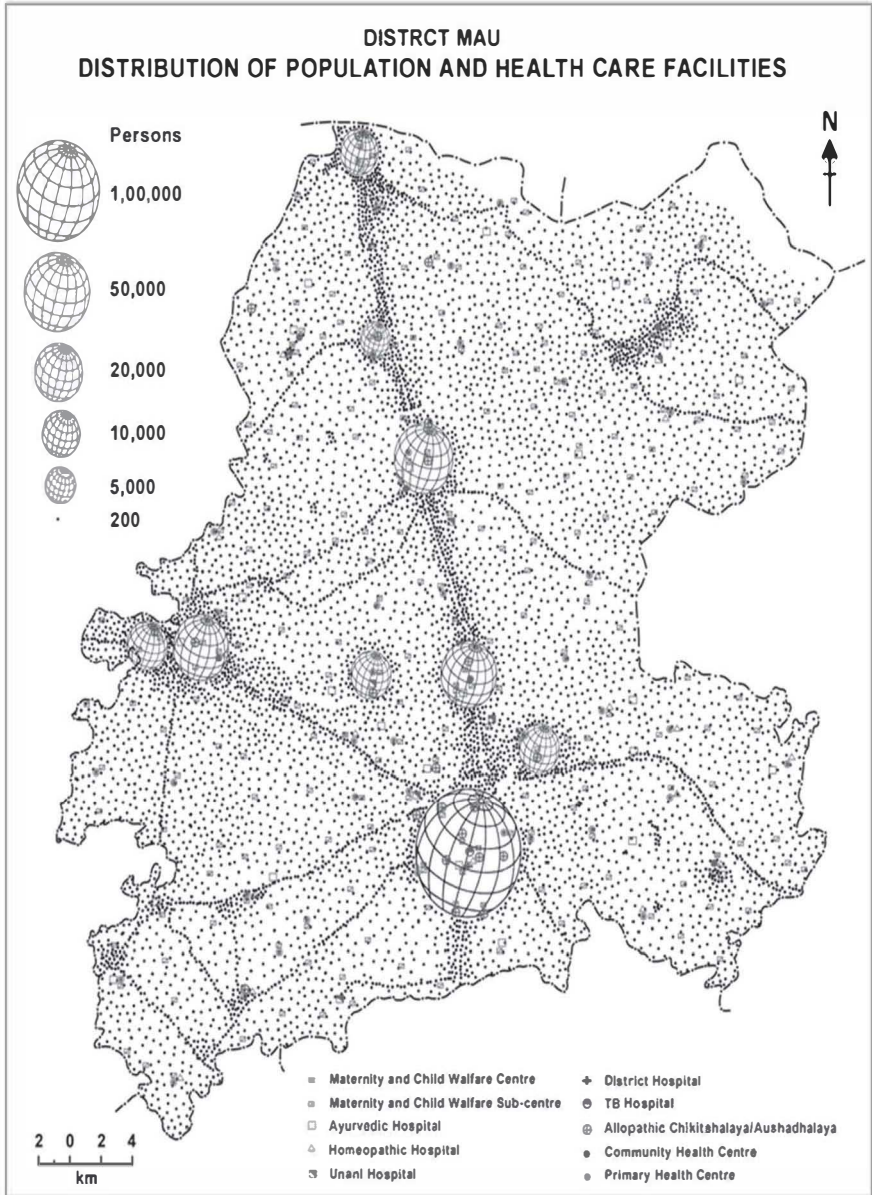 DISTRCT MAU
DISTRIBUTION OF POPULATION AND HEALTH CARE FACILITIES
N
Persons
1,00,000
50,000
20,000
10,000
5,000
200
Maternity and Child Walfare Centre
Maternity and Child Walfare Sub-centre
Ayurvedic Hospital
Homeopathic Hospital
Unani Hospital
District Hospital
TB Hospital
Allopathic Chikitshalaya/Aushadhalaya
Community Health Centre
Primary Health Centre
2 0 2 4
km